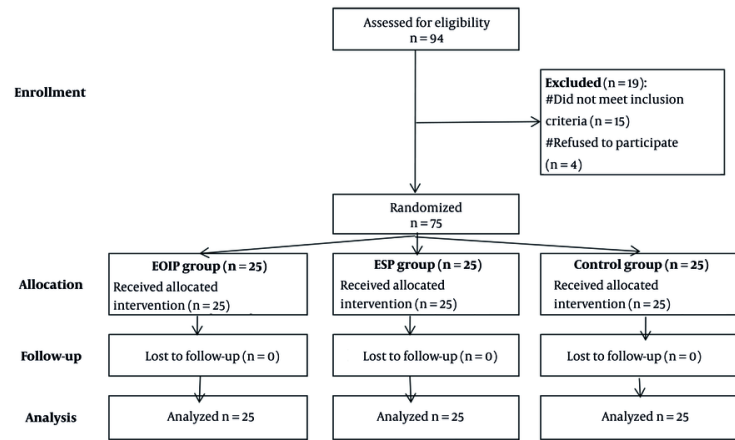 Assessed for eligibility
n = 94
Enrollment
Excluded (n = 19):
#Did not meet inclusion
criteria (n = 15)
#Refused to participate
(n = 4)
Randomized
n = 75
Allocation
EOIP group (n = 25)
Received allocated
intervention (n = 25)
ESP group (n = 25)
Received allocated
intervention (n = 25)
Control group (n = 25)
Received allocated
intervention (n = 25)
Follow-up
Lost to follow-up (n = 0)
Lost to follow-up (n = 0)
Lost to follow-up (n = 0)
Analysis
Analyzed n = 25
Analyzed n = 25
Analyzed n = 25